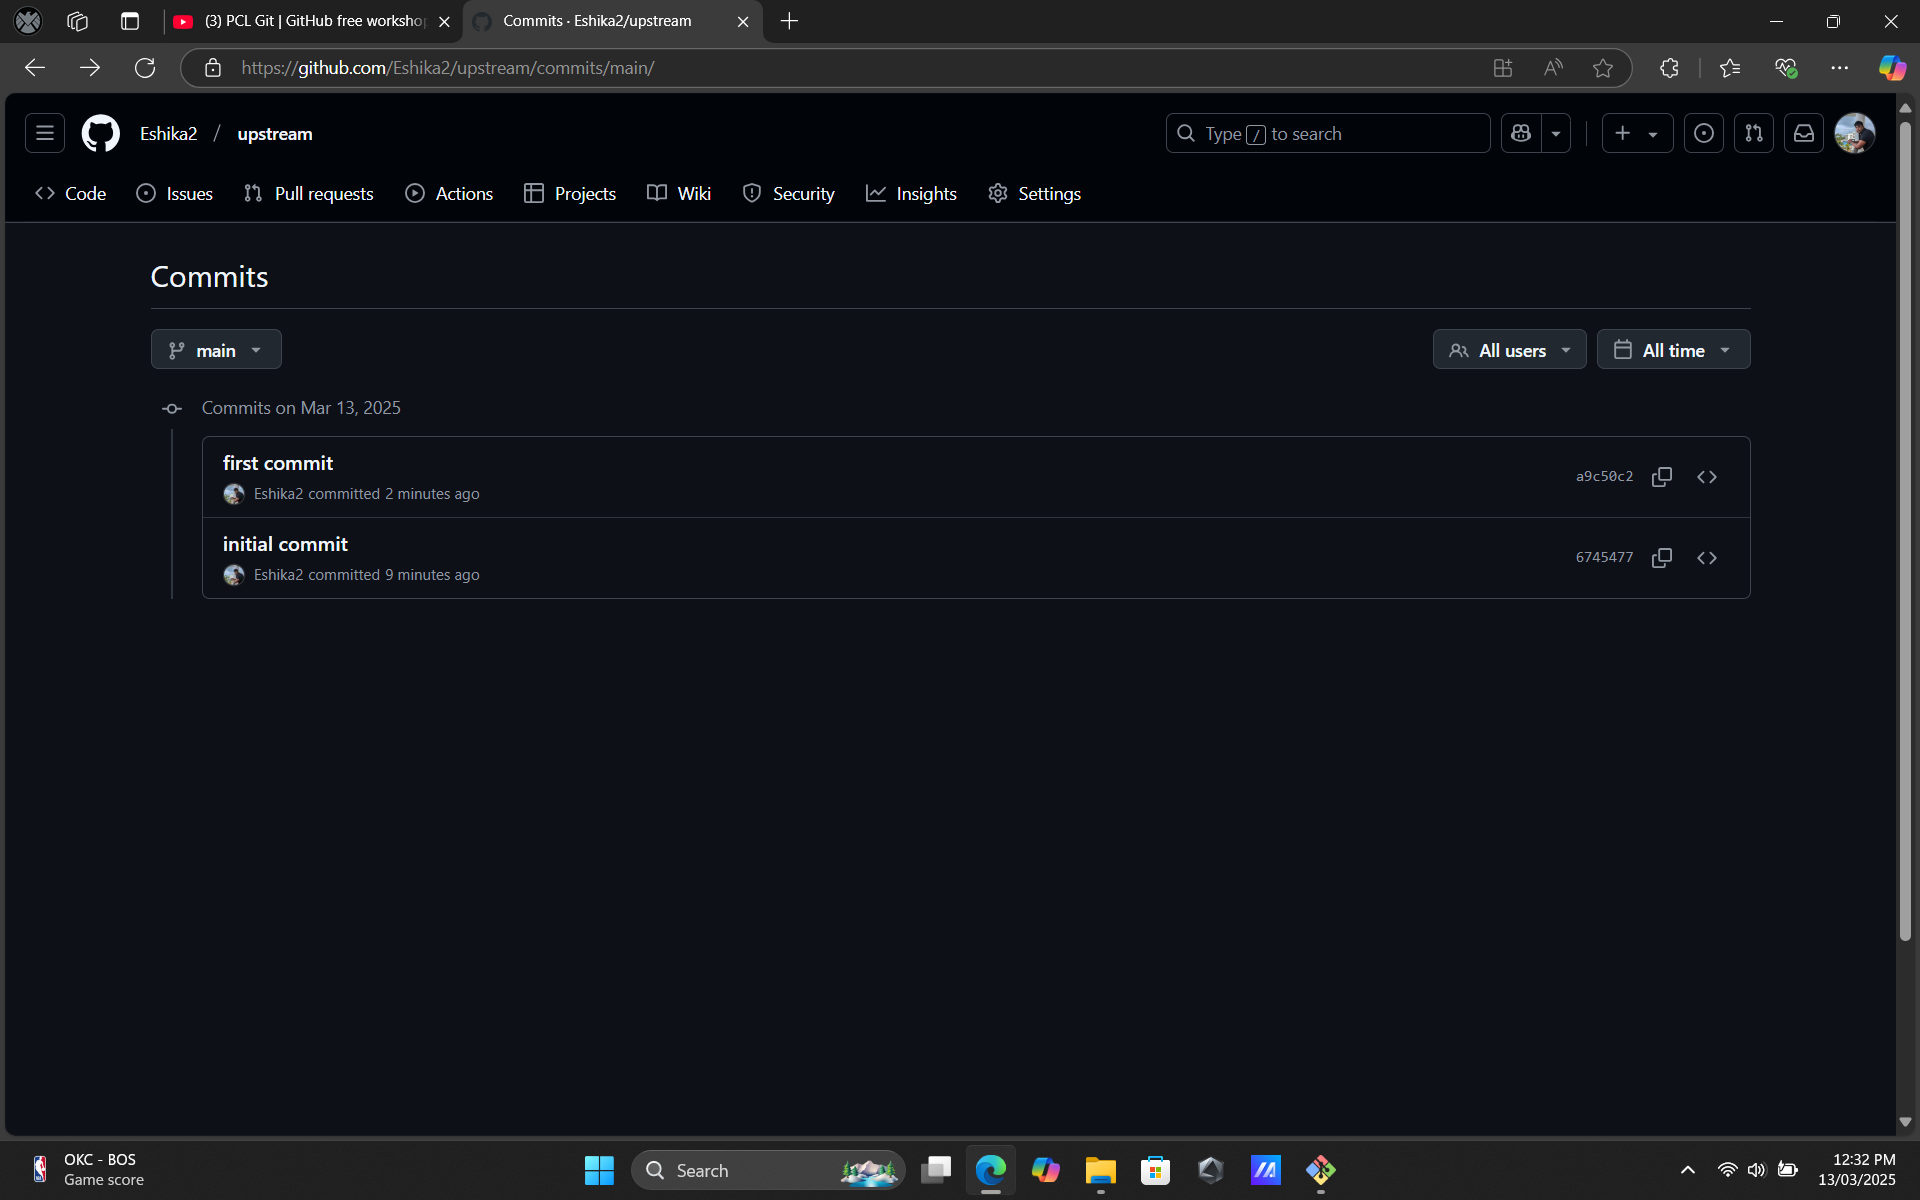 (3) PCL Git | GitHub free workshop
Commits · Eshika2/upstream
https://github.com/Eshika2/upstream/commits/main/
Eshika2 / upstream
Type / to search
Code
Issues
Pull requests
Actions
Projects
Wiki
Security
Insights
Settings
Commits
main
All users
All time
Commits on Mar 13, 2025
first commit
a9c50c2
Eshika2 committed 2 minutes ago
initial commit
6745477
Eshika2 committed 9 minutes ago
OKC - BOS
Game score
Search
12:32 PM
13/03/2025